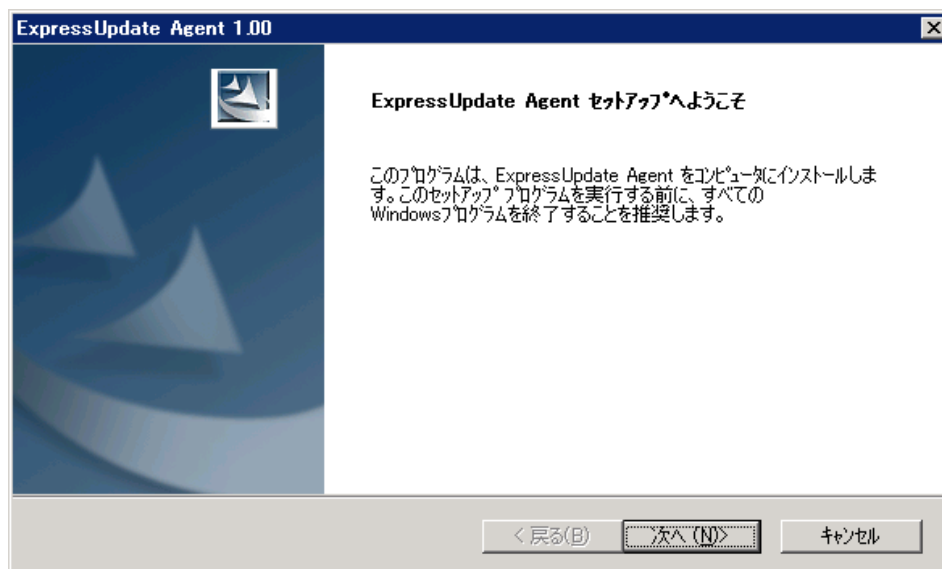 ExpressUpdate Agent 1.00
ExpressUpdate Agent ｾｯﾄｱｯﾌﾟへようこそ
このﾌﾟﾛｸﾞﾗﾑは、ExpressUpdate Agent をｺﾝﾋﾟｭｰﾀにインストールしま
す。このｾｯﾄｱｯﾌﾟ ﾌﾟﾛｸﾞﾗﾑを実行する前に、すべての
Windowsﾌﾟﾛｸﾞﾗﾑを終了することを推奨します。
< 戻る(B)
次へ (N)>
ｷｬﾝｾﾙ